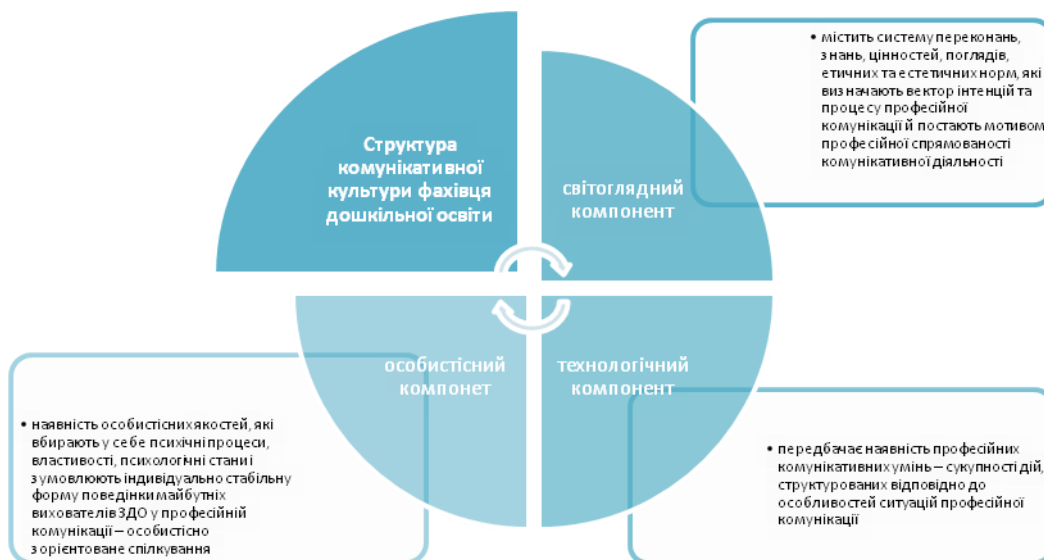 Структура
комунікативної
культури фахівця
дошкільної освіти
світоглядний
компонент
• містить систему переконань,
знань, цінностей, поглядів,
етичних та естетичних норм, які
визначають вектор інтенцій та
процесу професійної
комунікації й постають мотивом
професійної спрямованості
комунікативної діяльності
особистісний
компонет
технологічний
компонент
• наявність особистісних якостей, які
вбирають у себе психічні процеси,
властивості, психологічні стани і
зумовлюють індивідуально стабільну
форму поведінки майбутніх
вихователів ЗДО у професійній
комунікації – особистісно
зорієнтоване спілкування
• передбачає наявність професійних
комунікативних умінь – сукупності дій,
структурованих відповідно до
особливостей ситуацій професійної
комунікації